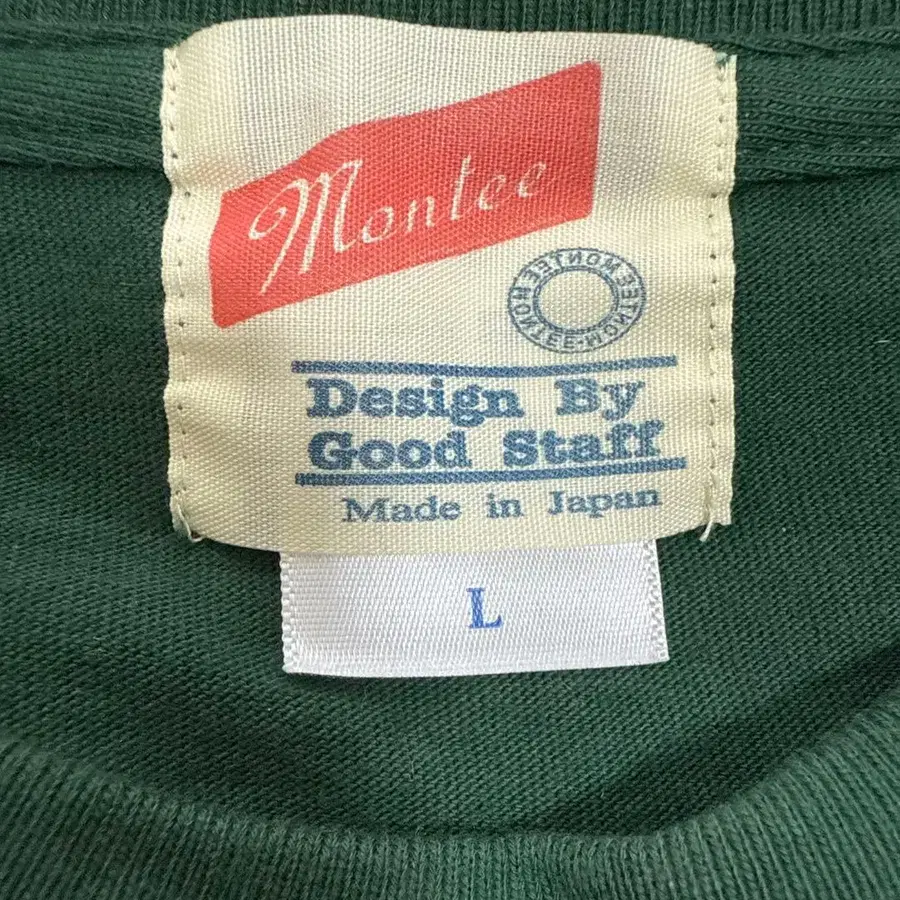 Montee
MONTEE MONTEE-MONTEE
Design By
Good Staff
Made in Japan
L